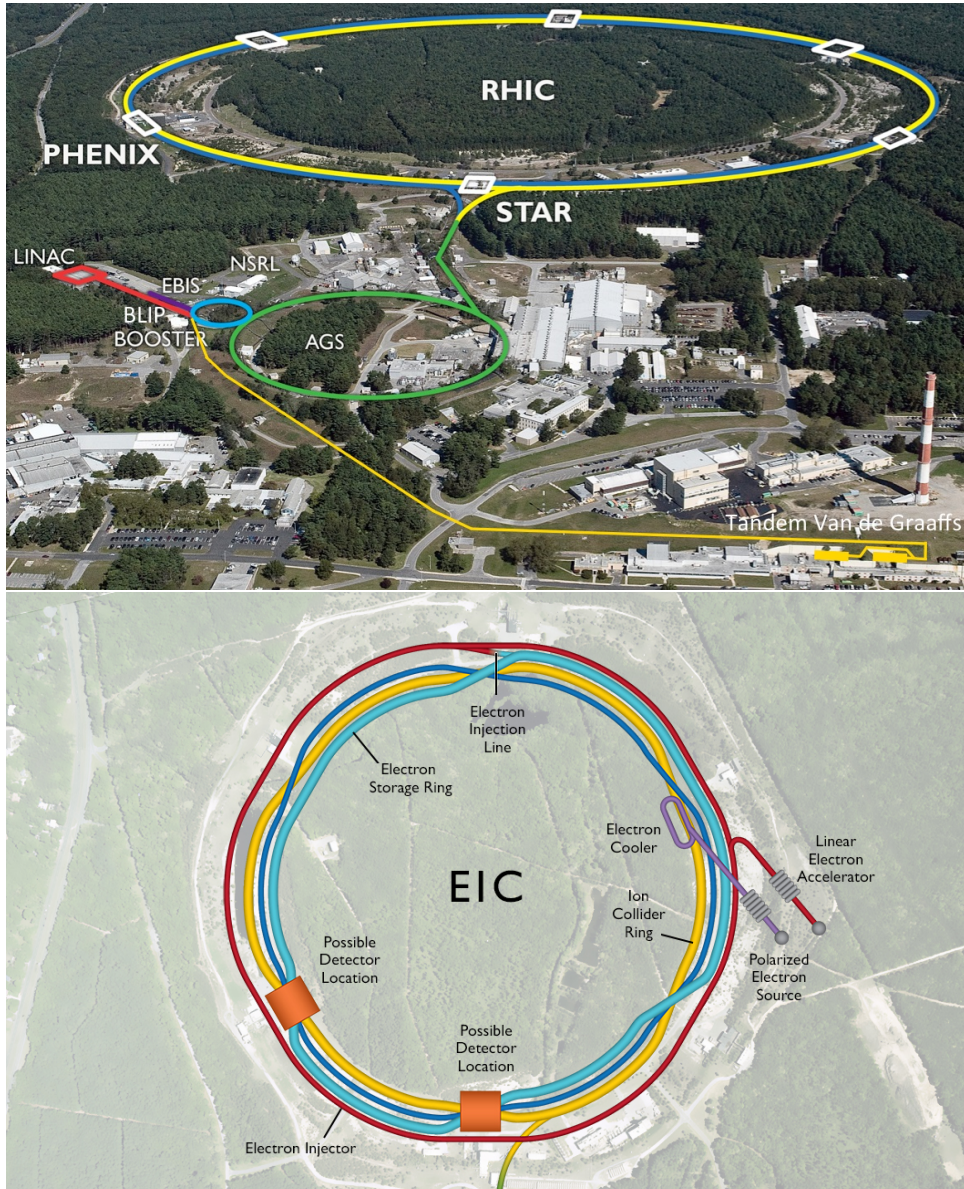 RHIC
PHENIX
STAR
LINAC
NSRL
EBIS
BLIP
BOOSTER
AGS
Tandem Van de Graaffs
Electron
Injection
Line
Electron
Storage Ring
Electron
Cooler
Linear
Electron
Accelerator
EIC
Ion
Collider
Ring
Possible
Detector
Location
Polarized
Electron
Source
Possible
Detector
Location
Electron Injector